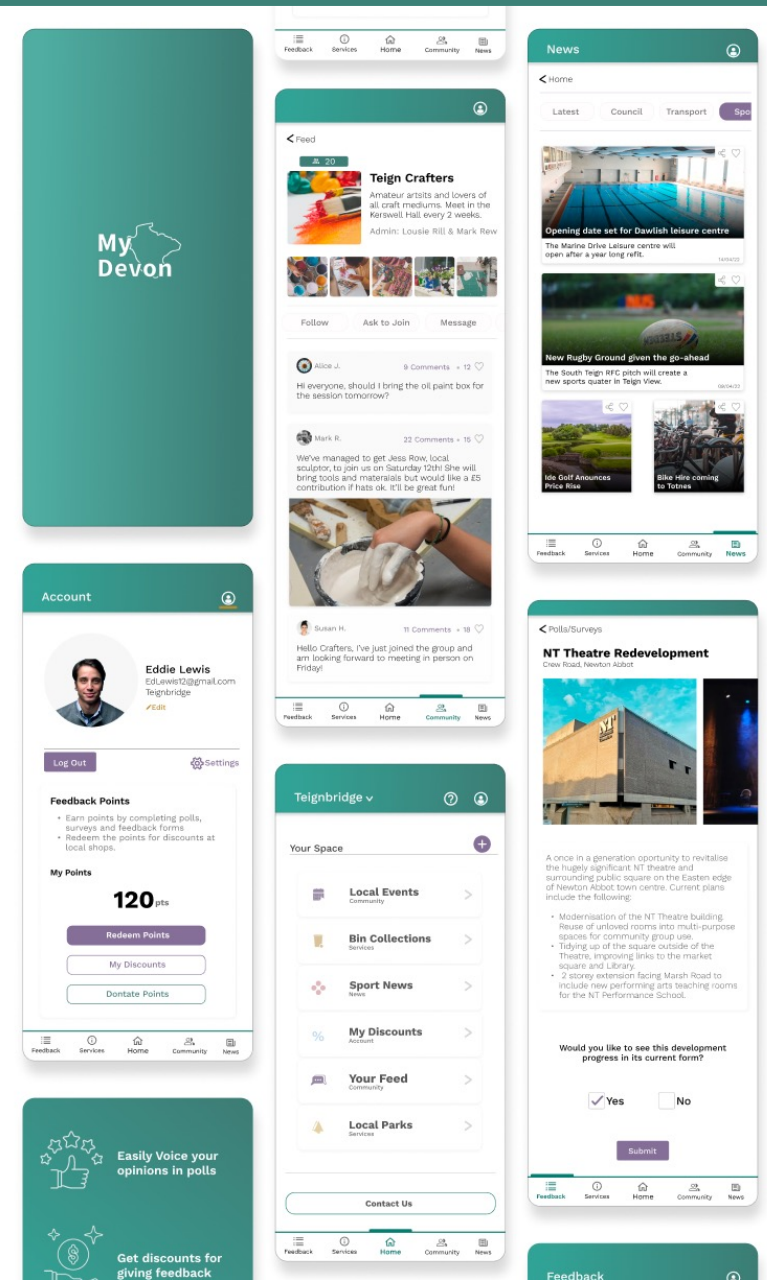 My
Devon
Account
Eddie Lewis
EdLewis12@gmail.com
Teignbridge
Edit
Log Out
Settings
Feedback Points
• Earn points by completing polls,
surveys and feedback forms
• Redeem the points for discounts at
local shops.
My Points
120 pts
Redeem Points
My Discounts
Dontate Points
Feedback Services Home Community News
Easily Voice your
opinions in polls
Get discounts for
giving feedback
Feedback Services Home Community News
Feed
20
Teign Crafters
Amateur artsits and lovers of
all craft mediums. Meet in the
Kerswell Hall every 2 weeks.
Admin: Lousie Rill & Mark Rew
Follow Ask to Join Message
Alice J. 9 Comments • 12
Hi everyone, should I bring the oil paint box for
the session tomorrow?
Mark R. 22 Comments • 15
We've managed to get Jess Row, local
sculptor, to join us on Saturday 12th! She will
bring tools and materaials but would like a £5
contribution if hats ok. It'll be great fun!
Susan H. 11 Comments • 18
Hello Crafters, I've just joined the group and
am looking forward to meeting in person on
Friday!
Feedback Services Home Community News
Teignbridge
Your Space
Local Events
Community
Bin Collections
Services
Sport News
News
My Discounts
Account
Your Feed
Community
Local Parks
Services
Contact Us
Feedback Services Home Community News
News
Home
Latest Council Transport Spo
Opening date set for Dawlish leisure centre
The Marine Drive Leisure centre will
open after a year long refit.
New Rugby Ground given the go-ahead
The South Teign RFC pitch will create a
new sports quater in Teign View.
Ide Golf Anounces
Price Rise
Bike Hire coming
to Totnes
Feedback Services Home Community News
Polls/Surveys
NT Theatre Redevelopment
Crew Road, Newton Abbot
NT
A once in a generation oportunity to revitalise
the hugely significant NT theatre and
surrounding public square on the Easten edge
of Newton Abbot town centre. Current plans
include the following:
• Modernisation of the NT Theatre building.
Reuse of unloved rooms into multi-purpose
spaces for community group use.
• Tidying up of the square outside of the
Theatre, improving links to the market
square and Library.
• 2 storey extension facing Marsh Road to
include new performing arts teaching rooms
for the NT Performance School.
Would you like to see this development
progress in its current form?
Yes No
Submit
Feedback Services Home Community News
Feedback